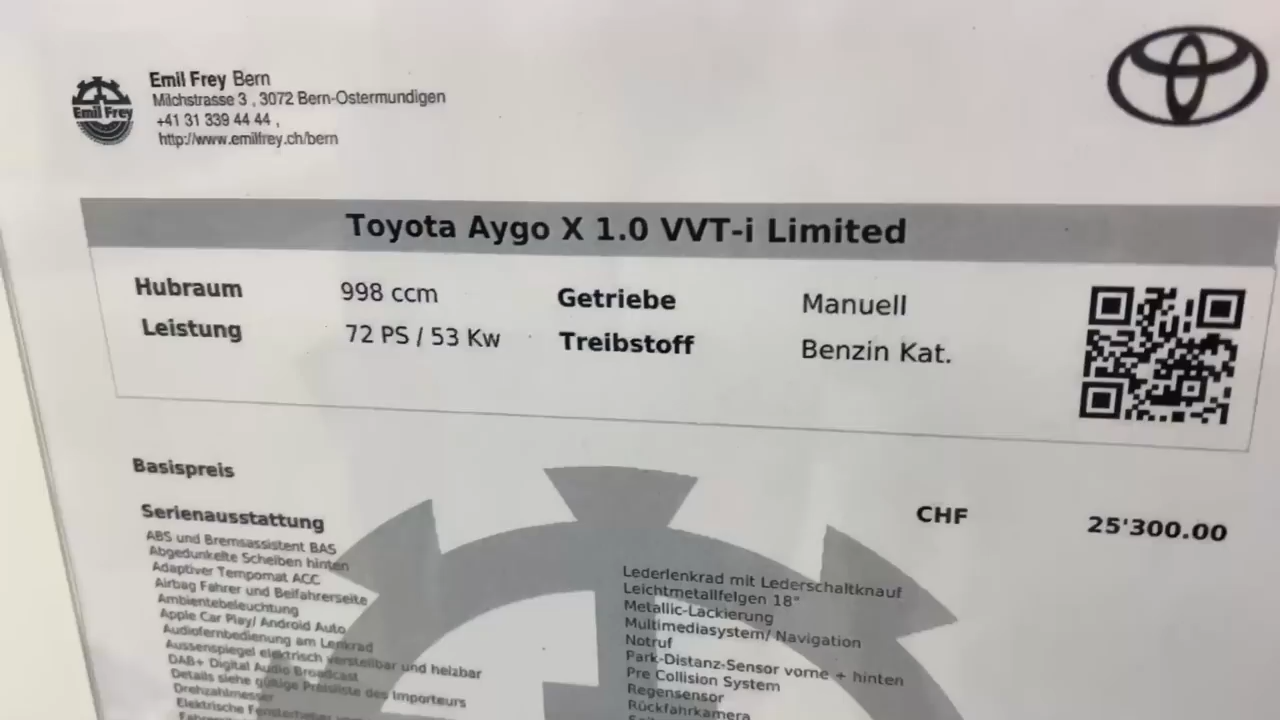 Emil Frey Bern
Milchstrasse 3 , 3072 Bern-Ostermundigen
+41 31 339 44 44 ,
http://www.emilfrey.ch/bern
Emil Frey
Toyota Aygo X 1.0 VVT-i Limited
Hubraum 998 ccm Getriebe Manuell
Leistung 72 PS / 53 Kw Treibstoff Benzin Kat.
Basispreis CHF 25'300.00
Serienausstattung
ABS und Bremsassistent BAS
Abgedunkelte Scheiben hinten
Adaptiver Tempomat ACC
Airbag Fahrer und Beifahrerseite
Ambientebeleuchtung
Apple Car Play/ Android Auto
Audiofernbedienung am Lenkrad
Aussenspiegel elektrisch verstellbar und heizbar
DAB+ Digital Audio Broadcast
Details siehe gültige Preisliste des Importeurs
Drehzahlmesser
Elektrische Fensterheber
Lederlenkrad mit Lederschaltknauf
Leichtmetallfelgen 18"
Metallic-Lackierung
Multimediasystem/ Navigation
Notruf
Park-Distanz-Sensor vorne + hinten
Pre Collision System
Regensensor
Rückfahrkamera